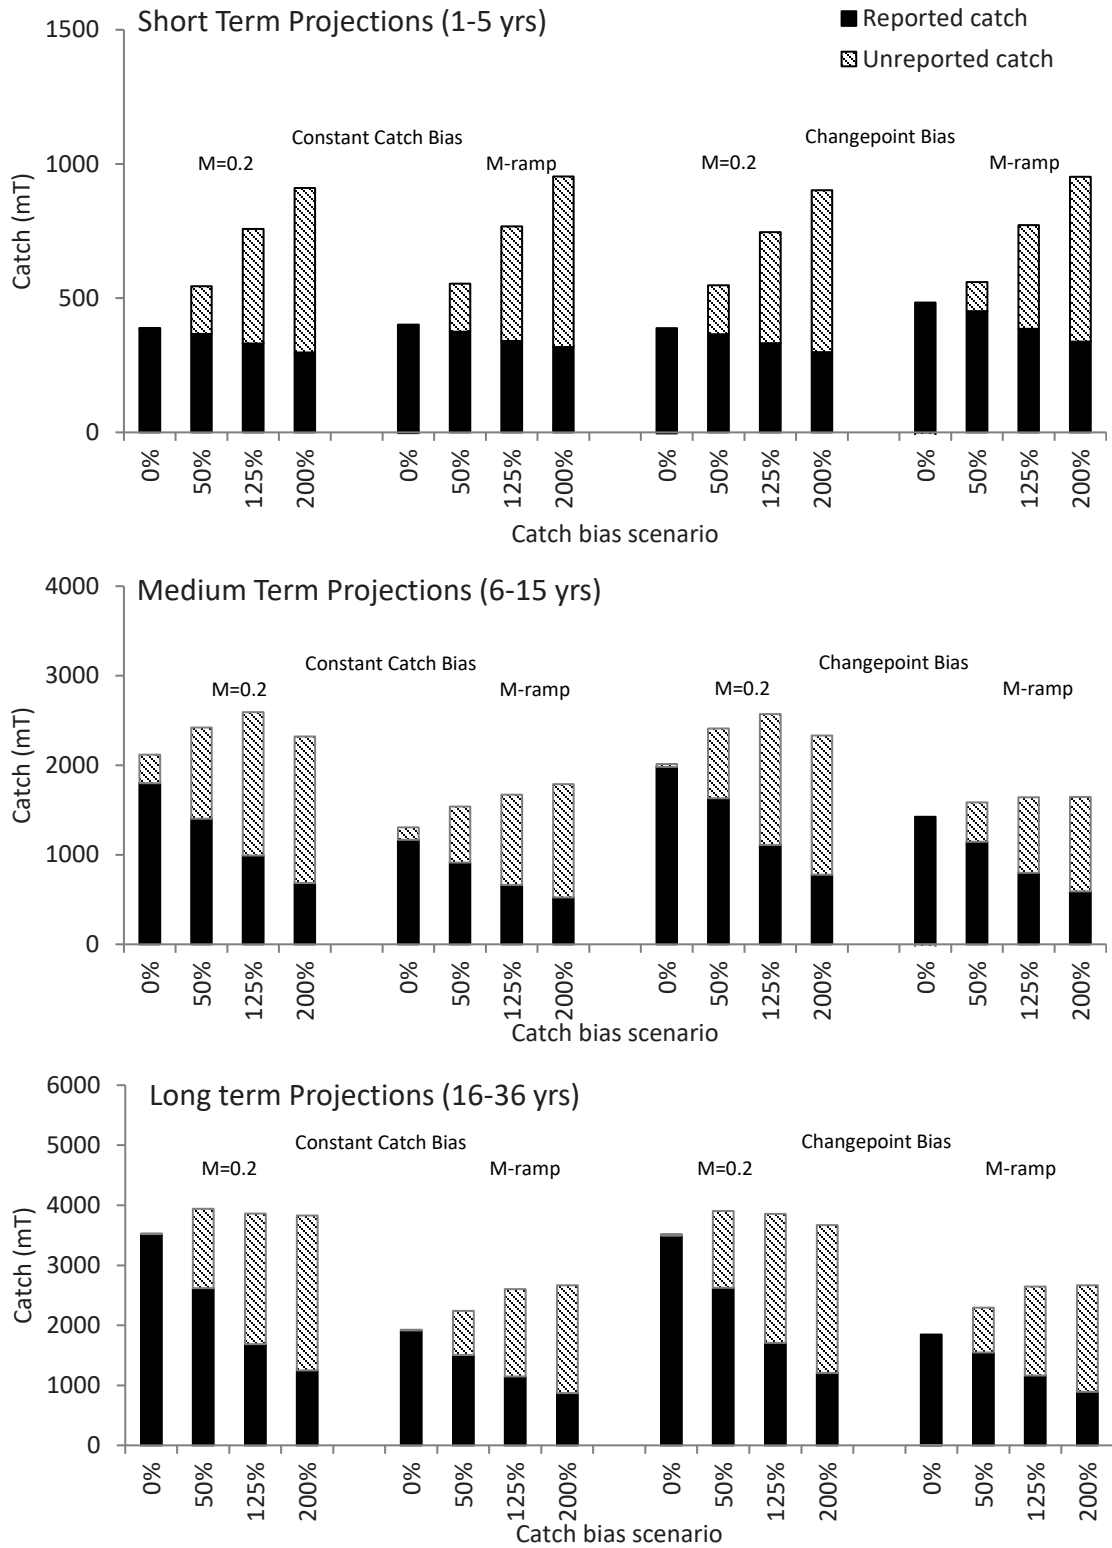 Short Term Projections (1-5 yrs)
Reported catch
Unreported catch
Constant Catch Bias
Changepoint Bias
M=0.2
M-ramp
M=0.2
M-ramp
Catch (mT)
1500
1000
500
0
0%
50%
125%
200%
0%
50%
125%
200%
0%
50%
125%
200%
0%
50%
125%
200%
Catch bias scenario
Medium Term Projections (6-15 yrs)
Constant Catch Bias
Changepoint Bias
M=0.2
M-ramp
M=0.2
M-ramp
Catch (mT)
4000
3000
2000
1000
0
0%
50%
125%
200%
0%
50%
125%
200%
0%
50%
125%
200%
0%
50%
125%
200%
Catch bias scenario
Long term Projections (16-36 yrs)
Constant Catch Bias
Changepoint Bias
M=0.2
M-ramp
M=0.2
M-ramp
Catch (mT)
6000
5000
4000
3000
2000
1000
0
0%
50%
125%
200%
0%
50%
125%
200%
0%
50%
125%
200%
0%
50%
125%
200%
Catch bias scenario